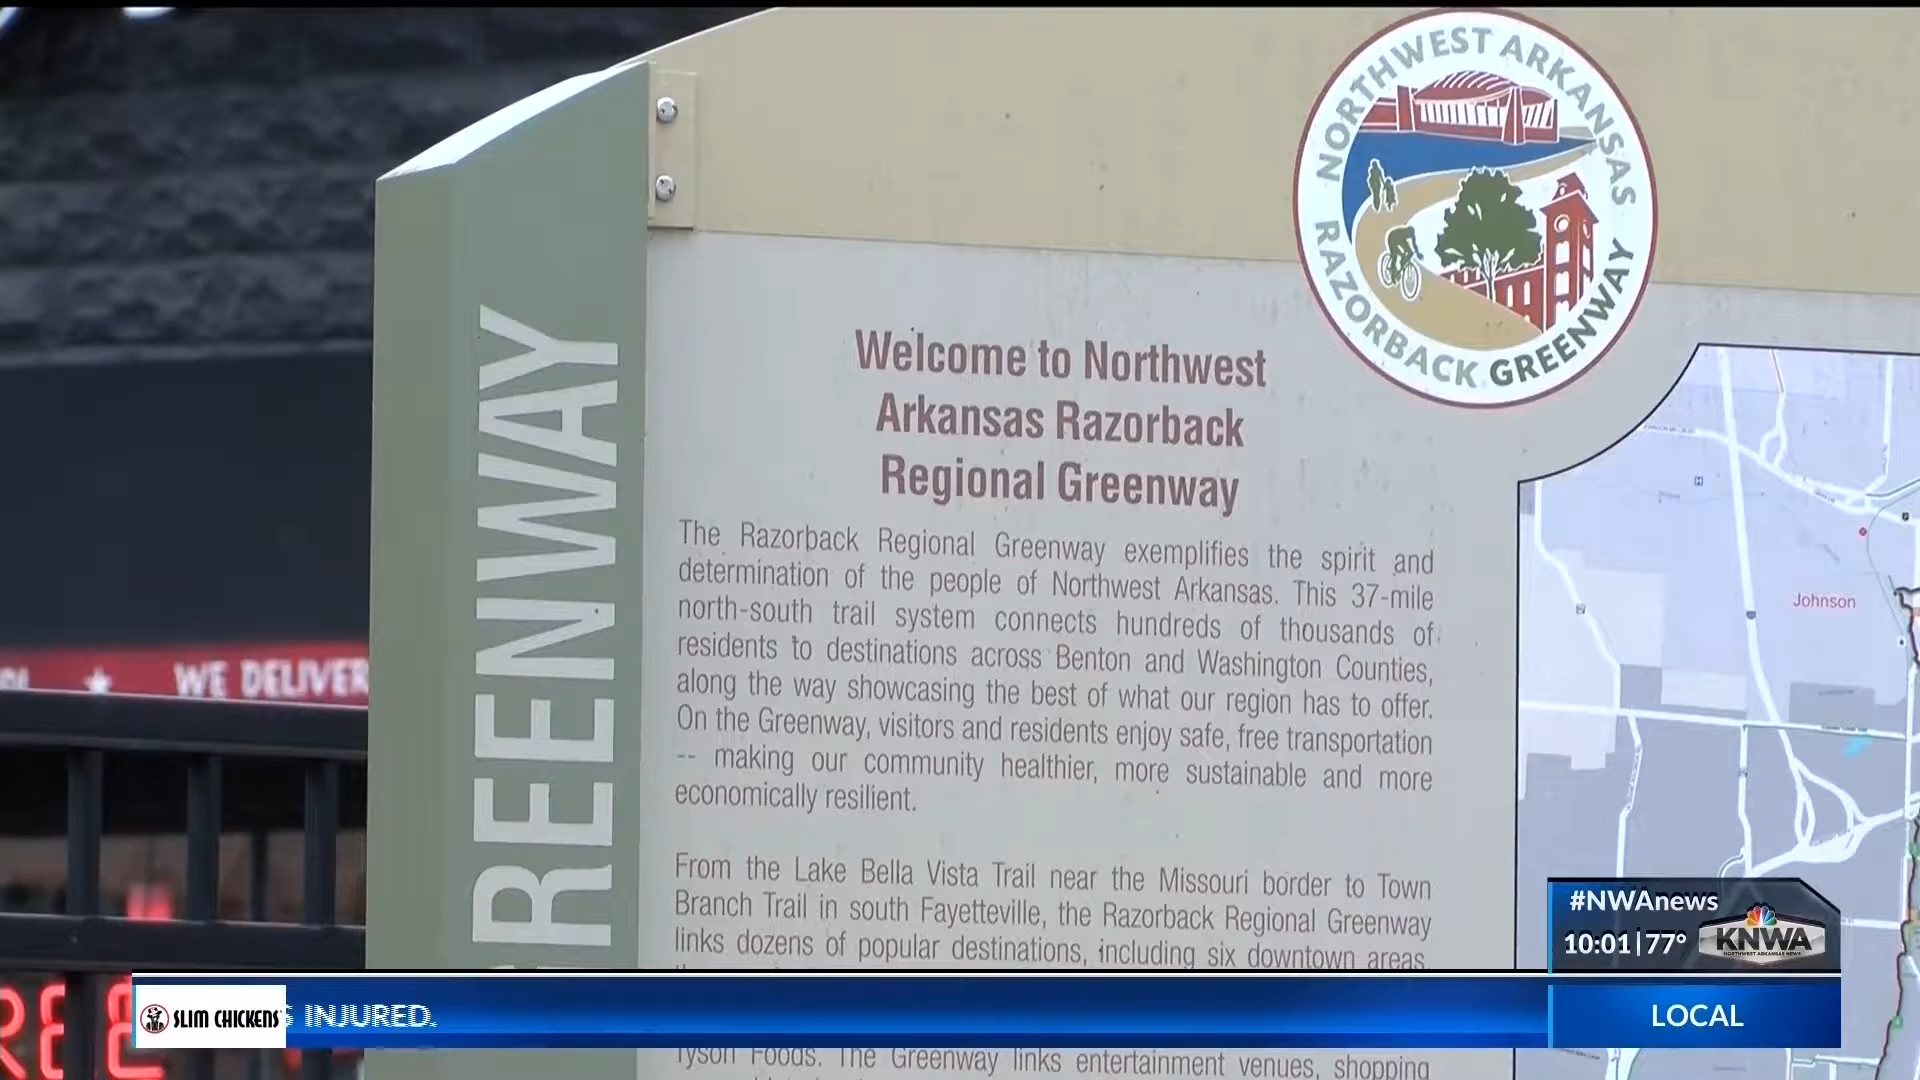 NORTHWEST ARKANSAS
RAZORBACK GREENWAY
REENWAY
Welcome to Northwest
Arkansas Razorback
Regional Greenway
The Razorback Regional Greenway exemplifies the spirit and
determination of the people of Northwest Arkansas. This 37-mile
north-south trail system connects hundreds of thousands of
residents to destinations across Benton and Washington Counties,
along the way showcasing the best of what our region has to offer.
On the Greenway, visitors and residents enjoy safe, free transportation
-- making our community healthier, more sustainable and more
economically resilient.
From the Lake Bella Vista Trail near the Missouri border to Town
Branch Trail in south Fayetteville, the Razorback Regional Greenway
links dozens of popular destinations, including six downtown areas,
Tyson Foods. The Greenway links entertainment venues, shopping
Johnson
WE DELIVER
#NWAnews
10:01 77°
KNWA
NORTHWEST ARKANSAS NEWS
SLIM CHICKENS
INJURED.
LOCAL